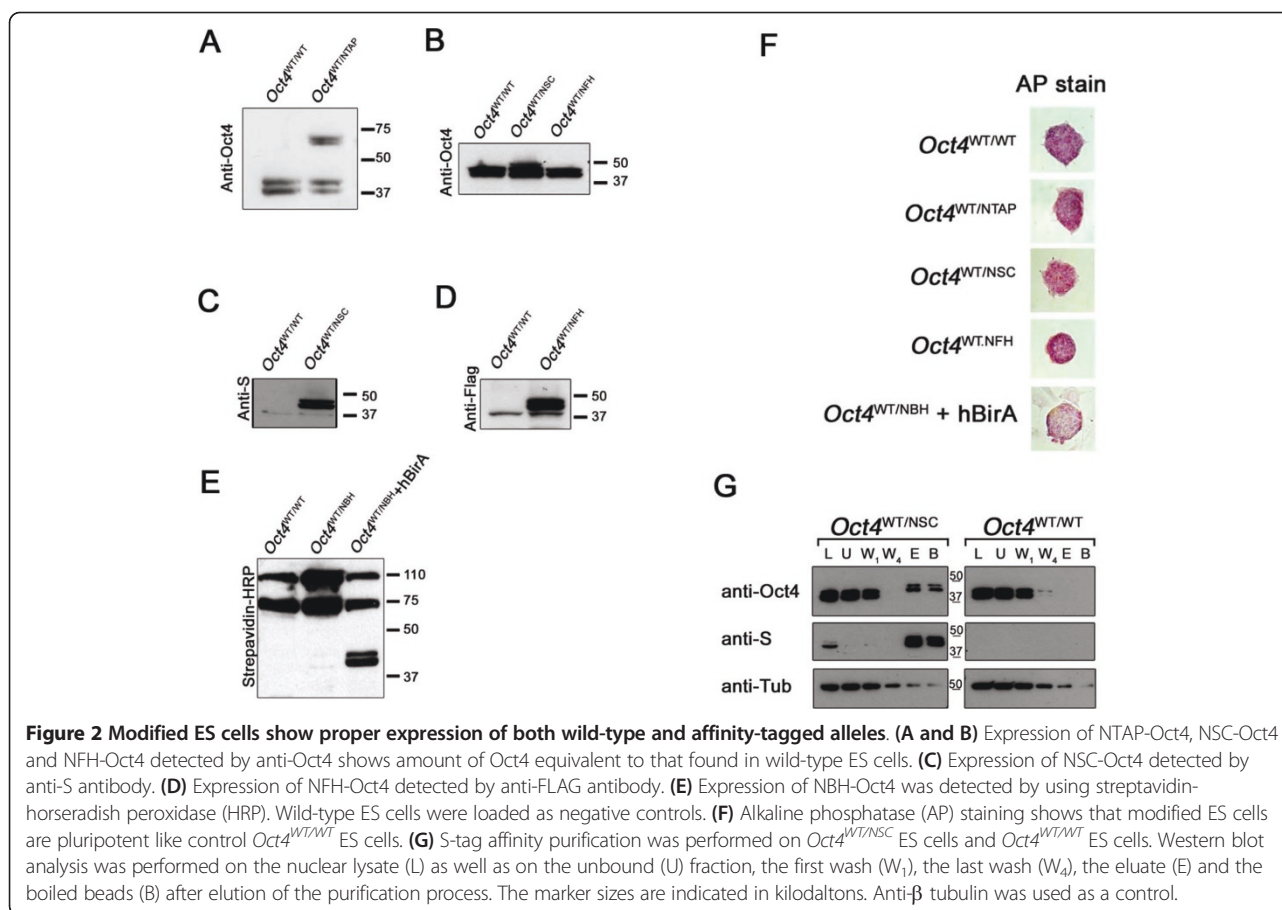 A
Oct4WT/WT
Oct4WT/NTAP
Anti-Oct4
75
50
37
B
Oct4WT/WT
Oct4WT/NSC
Oct4WT/NFH
Anti-Oct4
50
37
C
Oct4WT/WT
Oct4WT/NSC
Anti-S
50
37
D
Oct4WT/WT
Oct4WT/NFH
Anti-Flag
50
37
E
Oct4WT/WT
Oct4WT/NBH
Oct4WT/NBH+hBirA
Strepavidin-HRP
110
75
50
37
F
AP stain
Oct4WT/WT
Oct4WT/NTAP
Oct4WT/NSC
Oct4WT.NFH
Oct4WT/NBH + hBirA
G
Oct4WT/NSC Oct4WT/WT
L U W1 W4 E B L U W1 W4 E B
anti-Oct4 50 37
anti-S 50 37
anti-Tub 50
Figure 2 Modified ES cells show proper expression of both wild-type and affinity-tagged alleles. (A and B) Expression of NTAP-Oct4, NSC-Oct4
and NFH-Oct4 detected by anti-Oct4 shows amount of Oct4 equivalent to that found in wild-type ES cells. (C) Expression of NSC-Oct4 detected by
anti-S antibody. (D) Expression of NFH-Oct4 detected by anti-FLAG antibody. (E) Expression of NBH-Oct4 was detected by using streptavidin-
horseradish peroxidase (HRP). Wild-type ES cells were loaded as negative controls. (F) Alkaline phosphatase (AP) staining shows that modified ES cells
are pluripotent like control Oct4WT/WT ES cells. (G) S-tag affinity purification was performed on Oct4WT/NSC ES cells and Oct4WT/WT ES cells. Western blot
analysis was performed on the nuclear lysate (L) as well as on the unbound (U) fraction, the first wash (W1), the last wash (W4), the eluate (E) and the
boiled beads (B) after elution of the purification process. The marker sizes are indicated in kilodaltons. Anti-β tubulin was used as a control.